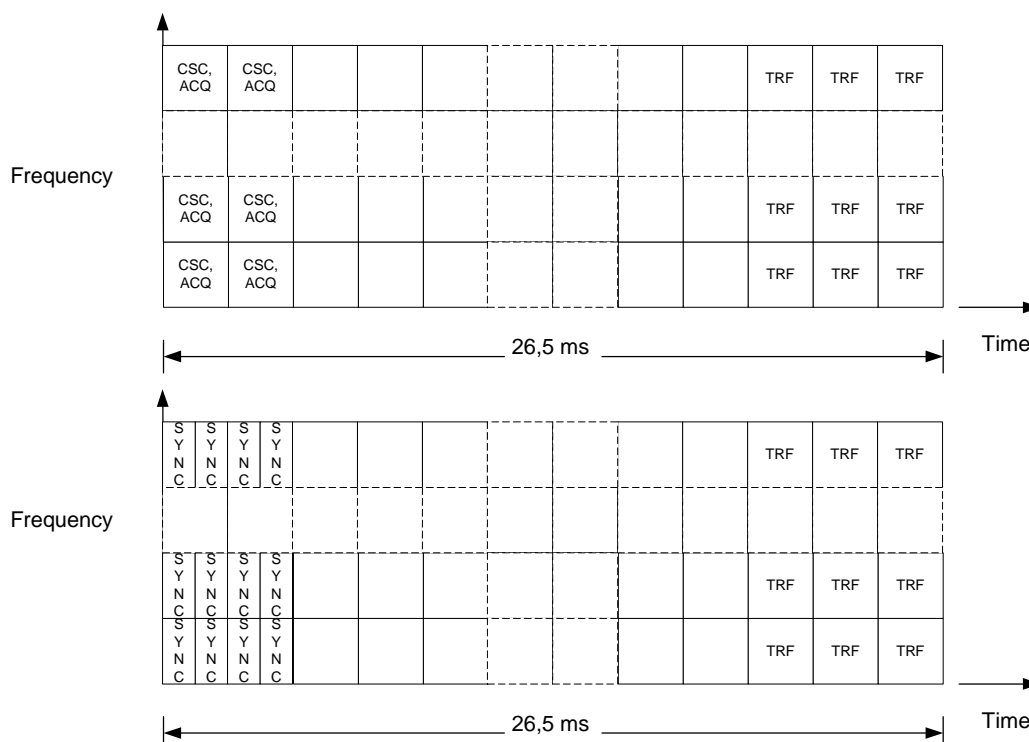 CSC, CSC,
ACQ ACQ
TRF TRF TRF
Frequency
CSC, CSC,
ACQ ACQ
TRF TRF TRF
CSC, CSC,
ACQ ACQ
TRF TRF TRF
26,5 ms
Time
S S S S
Y Y Y Y
N N N N
C C C C
TRF TRF TRF
Frequency
S S S S
Y Y Y Y
N N N N
C C C C
TRF TRF TRF
S S S S
Y Y Y Y
N N N N
C C C C
TRF TRF TRF
26,5 ms
Time